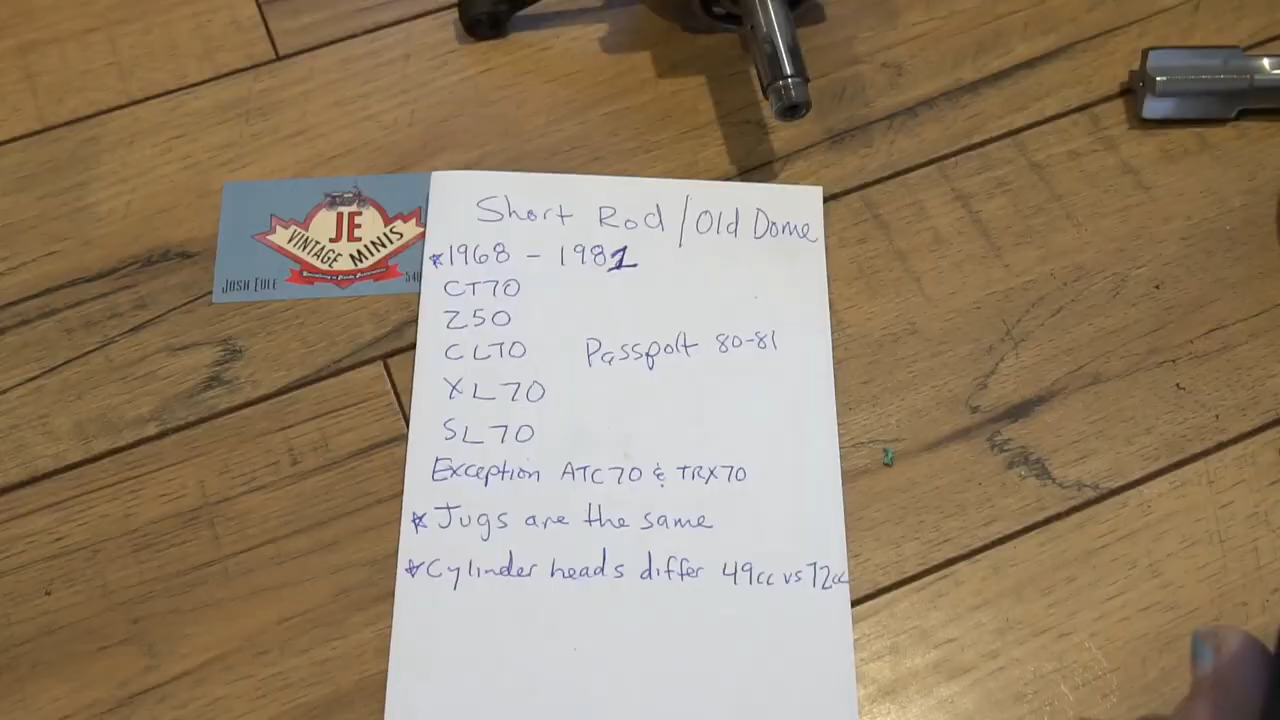 JE
VINTAGE MINIS
JOSH EULE 540
Short Rod / Old Dome
*1968 - 1981
CT70
Z50
CL70 Passport 80-81
XL70
SL70
Exception ATC70 & TRX70
* Jugs are the same
* Cylinder heads differ 49cc vs 72cc